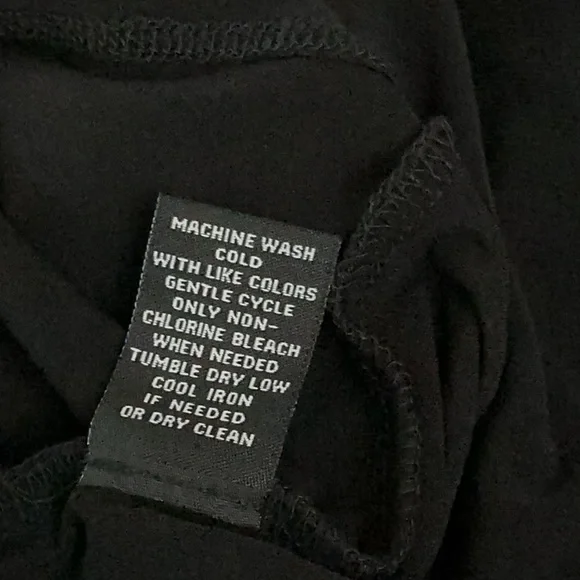 MACHINE WASH
COLD
WITH LIKE COLORS
GENTLE CYCLE
ONLY NON-
CHLORINE BLEACH
WHEN NEEDED
TUMBLE DRY LOW
COOL IRON
IF NEEDED
OR DRY CLEAN